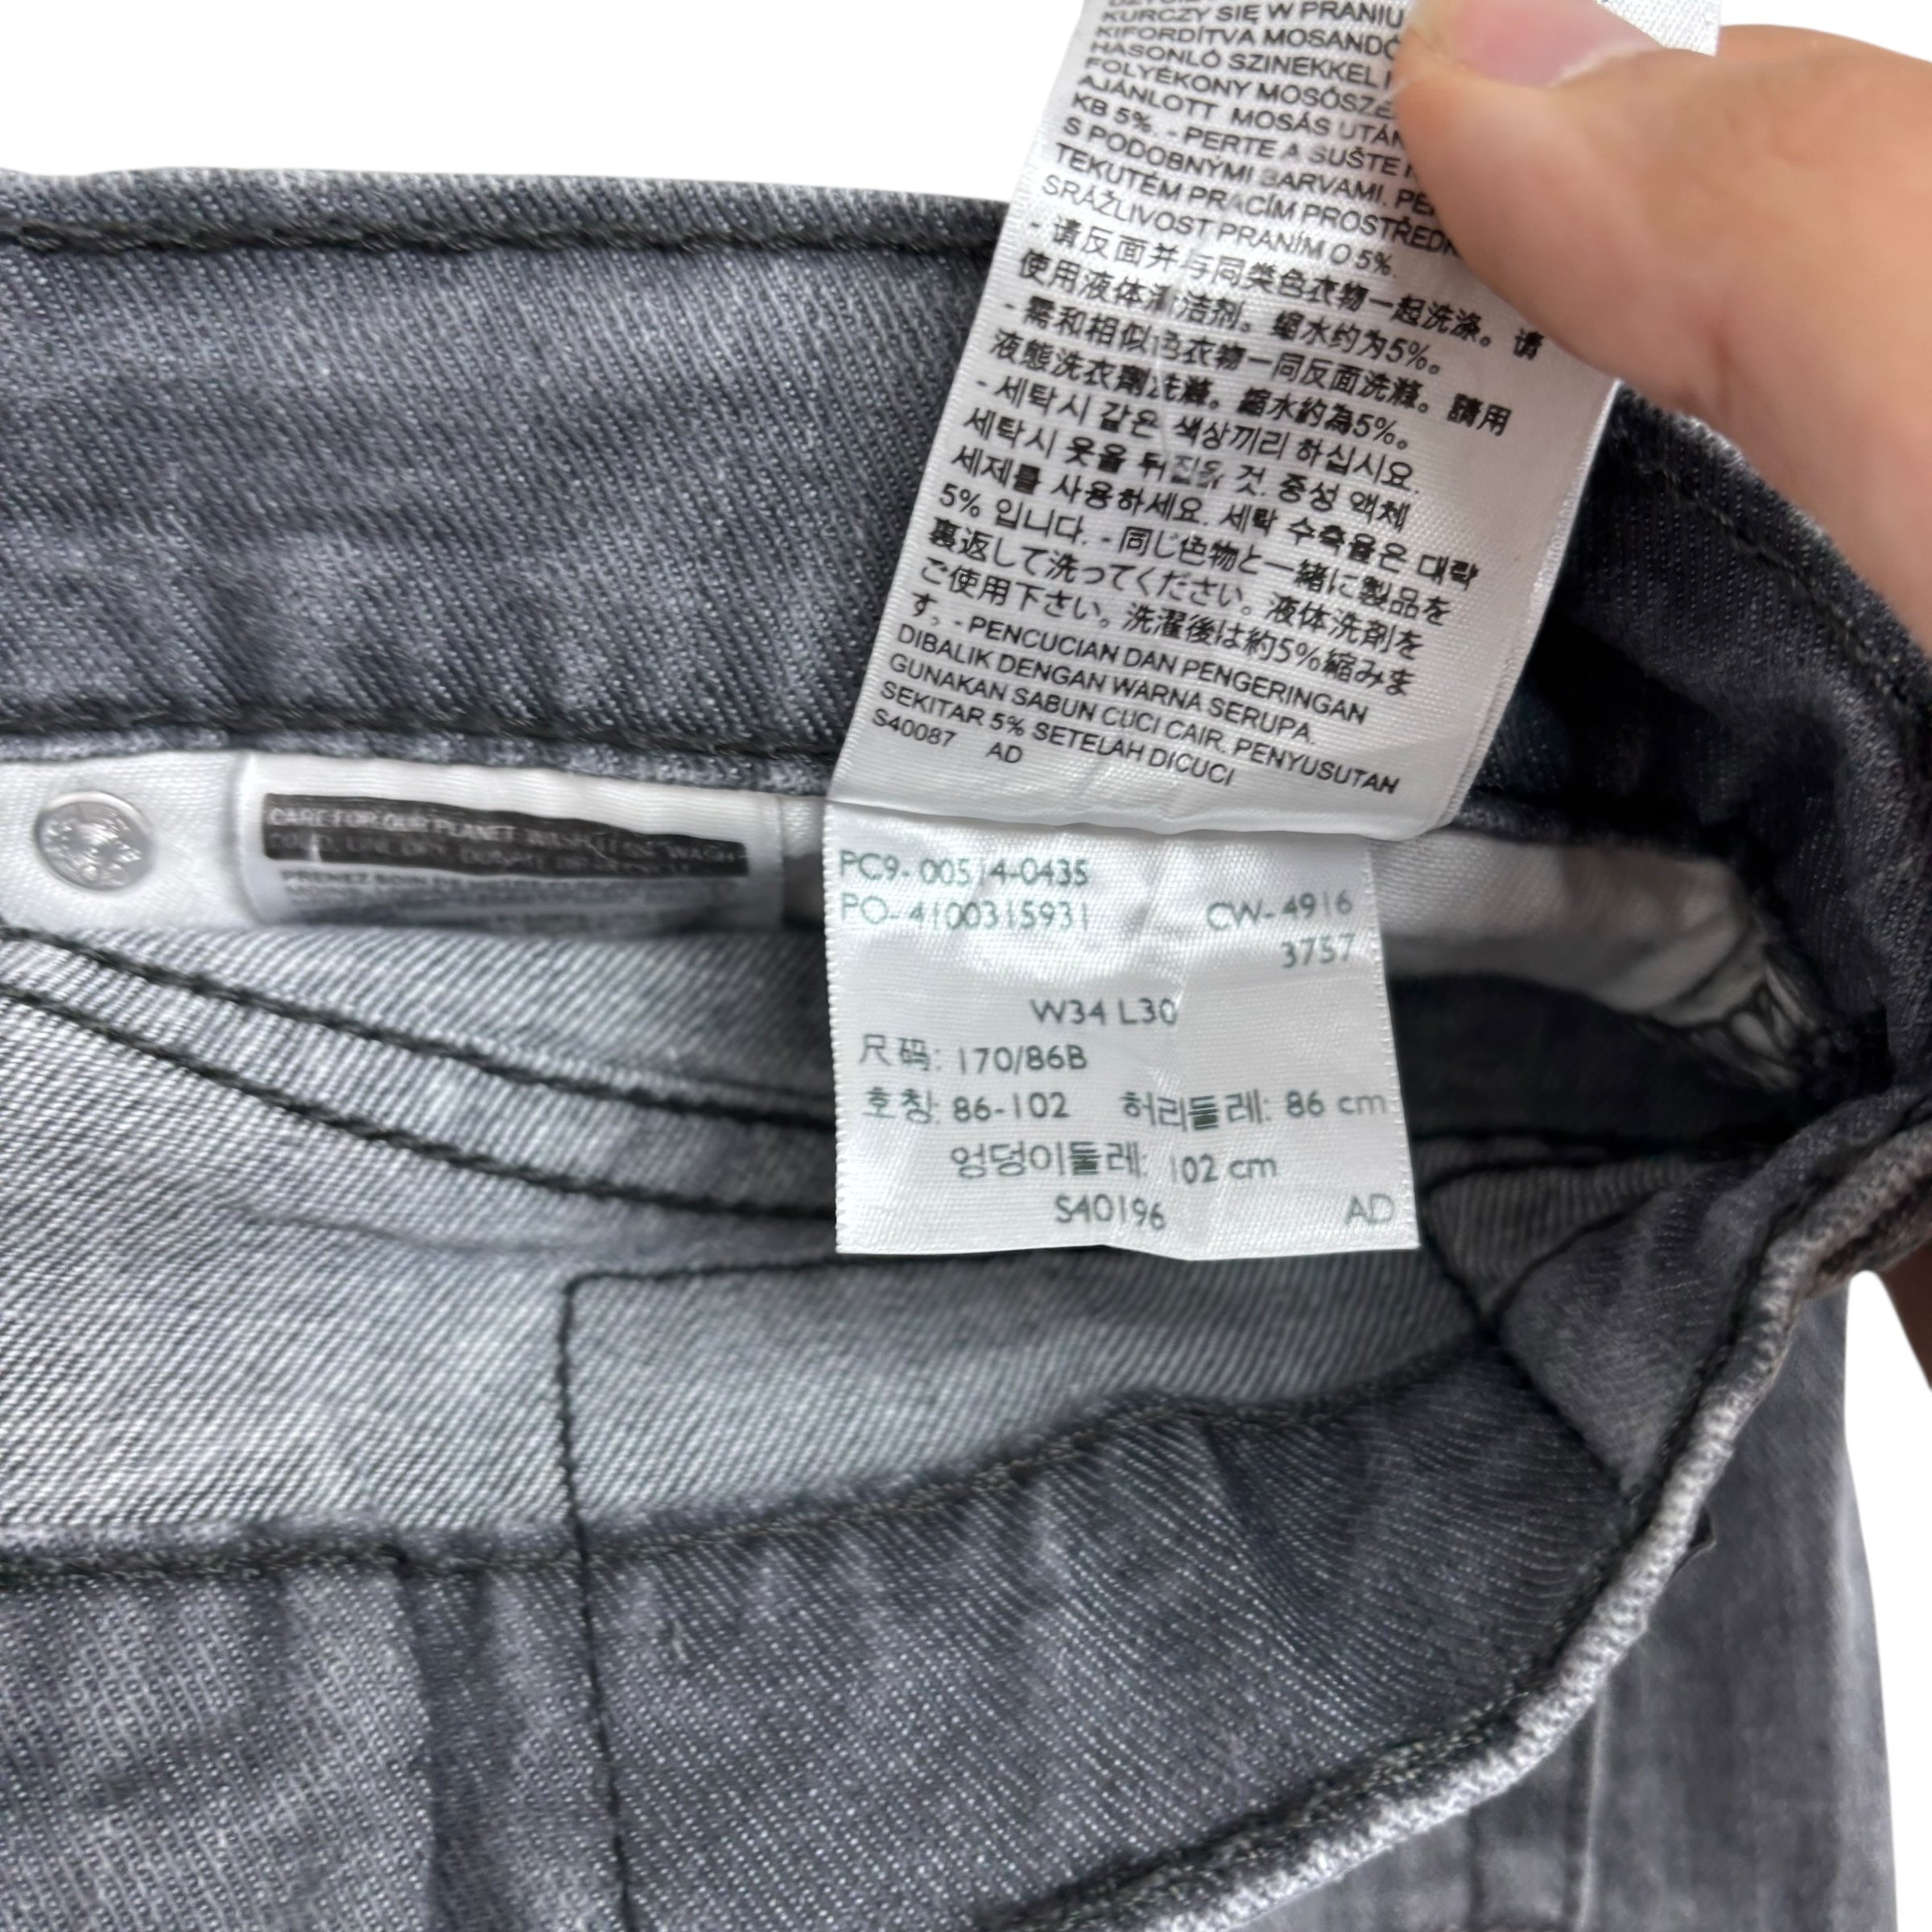 KURCZY SIĘ W PRANIU
KIFORDÍTVA MOSANDÓ
HASONLÓ SZINEKKEL
FOLYÉKONY MOSÓSZE
AJÁNLOTT MOSÁS UTÁN
KB 5%. - PERTE A SUŠTE
S PODOBNÝMI BARVAMI.
TEKUTÉM PRACÍM PROSTŘEDK
SRÁŽLIVOST PRANÍM O 5%.
- 请反面并与同类色衣物一起洗涤。请
使用液体清洁剂。缩水约为5%。
- 需和相似色衣物一同反面洗滌。請用
液態洗衣劑洗滌。縮水約為5%。
- 세탁시 같은 색상끼리 하십시요.
세탁시 옷을 뒤집을 것. 중성 액체
세제를 사용하세요. 세탁 수축율은 대략
5% 입니다. - 同じ色物と一緒に製品を
裏返して洗ってください。液体洗剤を
ご使用下さい。洗濯後は約5%縮みま
す。- PENCUCIAN DAN PENGERINGAN
DIBALIK DENGAN WARNA SERUPA.
GUNAKAN SABUN CUCI CAIR. PENYUSUTAN
SEKITAR 5% SETELAH DICUCI
S40087 AD
CARE FOR OUR PLANET: WASH LESS, WASH
COLD, LINE DRY, DONATE OR
PC9-00514-0435
PO-4100315931 CW-4916
3757
W34 L30
尺码: 170/86B
호칭: 86-102 허리둘레: 86 cm
엉덩이둘레: 102 cm
S40196 AD